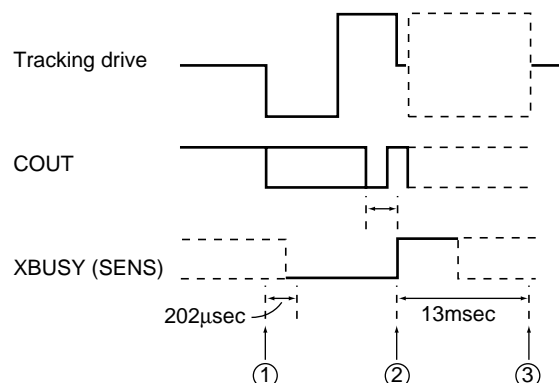 Tracking drive
COUT
XBUSY (SENS)
202μsec
13msec
1
2
3